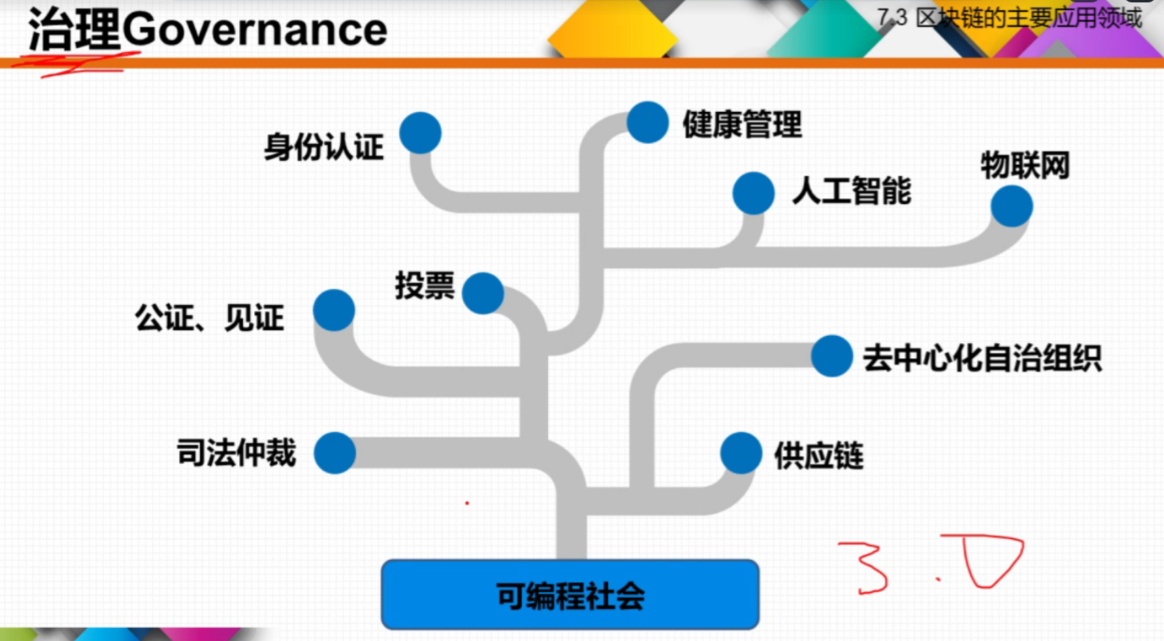 治理Governance
7.3 区块链的主要应用领域
健康管理
身份认证
物联网
人工智能
投票
公证、见证
去中心化自治组织
司法仲裁
供应链
3.0
可编程社会